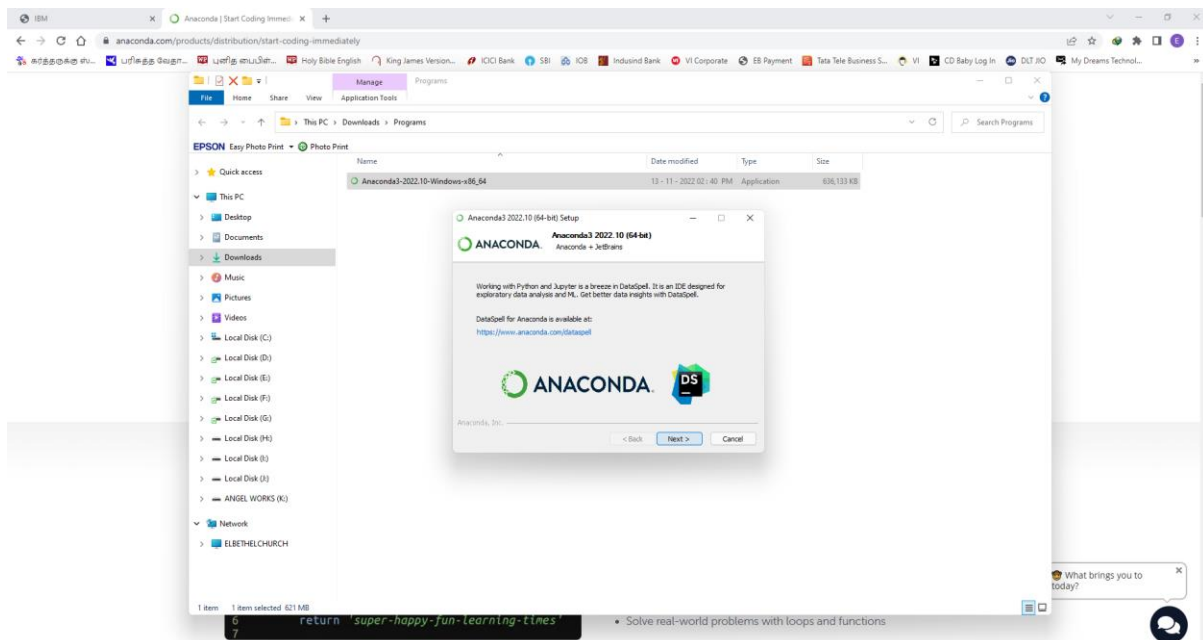 IBM
Anaconda | Start Coding Immedi
anaconda.com/products/distribution/start-coding-immediately
கர்த்தருக்கு ஸ்...
பரிசுத்த வேதா...
புனித பைபிள்...
Holy Bible English
King James Version...
ICICI Bank
SBI
IOB
Indusind Bank
VI Corporate
EB Payment
Tata Tele Business S...
VI
CD Baby Log In
DLT JIO
My Dreams Technol...
Manage
Programs
File
Home
Share
View
Application Tools
This PC > Downloads > Programs
Search Programs
EPSON Easy Photo Print
Photo Print
Name
Date modified
Type
Size
Anaconda3-2022.10-Windows-x86_64
13 - 11 - 2022 02 : 40 PM
Application
636,133 KB
Quick access
This PC
Desktop
Documents
Downloads
Music
Pictures
Videos
Local Disk (C:)
Local Disk (D:)
Local Disk (E:)
Local Disk (F:)
Local Disk (G:)
Local Disk (H:)
Local Disk (I:)
Local Disk (J:)
ANGEL WORKS (K:)
Network
ELBETHELCHURCH
Anaconda3 2022.10 (64-bit) Setup
ANACONDA.
Anaconda3 2022.10 (64-bit)
Anaconda + JetBrains
Working with Python and Jupyter is a breeze in DataSpell. It is an IDE designed for
exploratory data analysis and ML. Get better data insights with DataSpell.
DataSpell for Anaconda is available at:
https://www.anaconda.com/dataspell
ANACONDA.
DS
Anaconda, Inc.
< Back
Next >
Cancel
1 item
1 item selected 621 MB
What brings you to
today?
6 return 'super-happy-fun-learning-times'
7
• Solve real-world problems with loops and functions